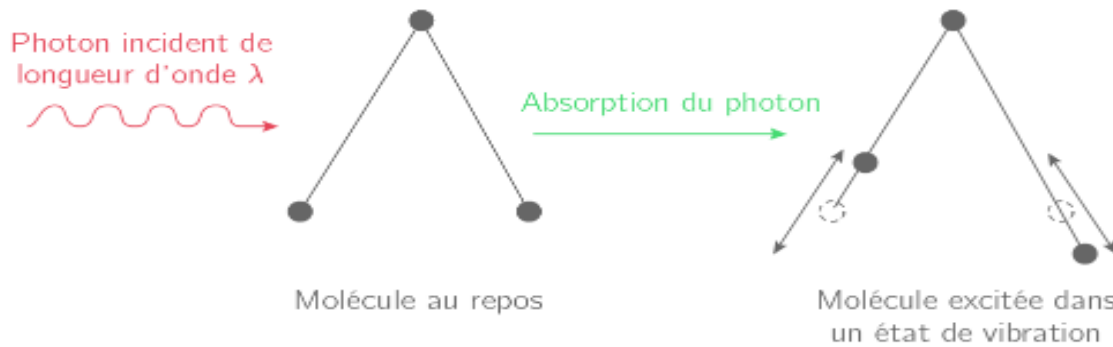 Photon incident de
longueur d'onde λ
Absorption du photon
Molécule au repos
Molécule excitée dans
un état de vibration